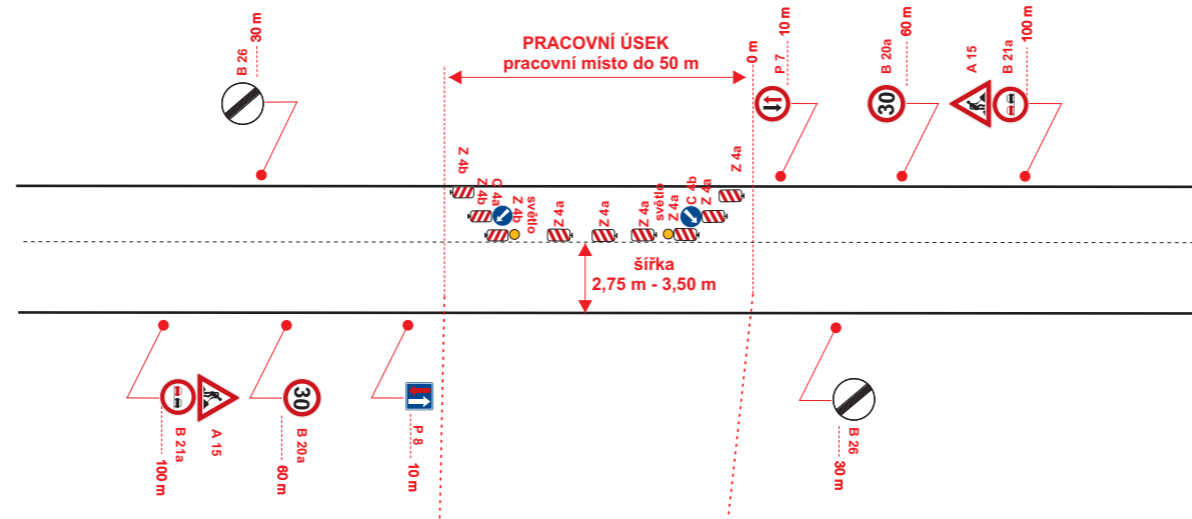 B 26
30 m
PRACOVNÍ ÚSEK
pracovní místo do 50 m
0 m
P 7
10 m
B 20a
60 m
30
A 15
B 21a
100 m
Z 4b
Z 4b
C 4a
Z 4b
světlo
Z 4a
Z 4a
Z 4a
světlo
Z 4a
C 4b
Z 4a
Z 4a
šířka
2,75 m - 3,50 m
100 m
B 21a
A 15
60 m
B 20a
30
P 8
10 m
B 26
30 m